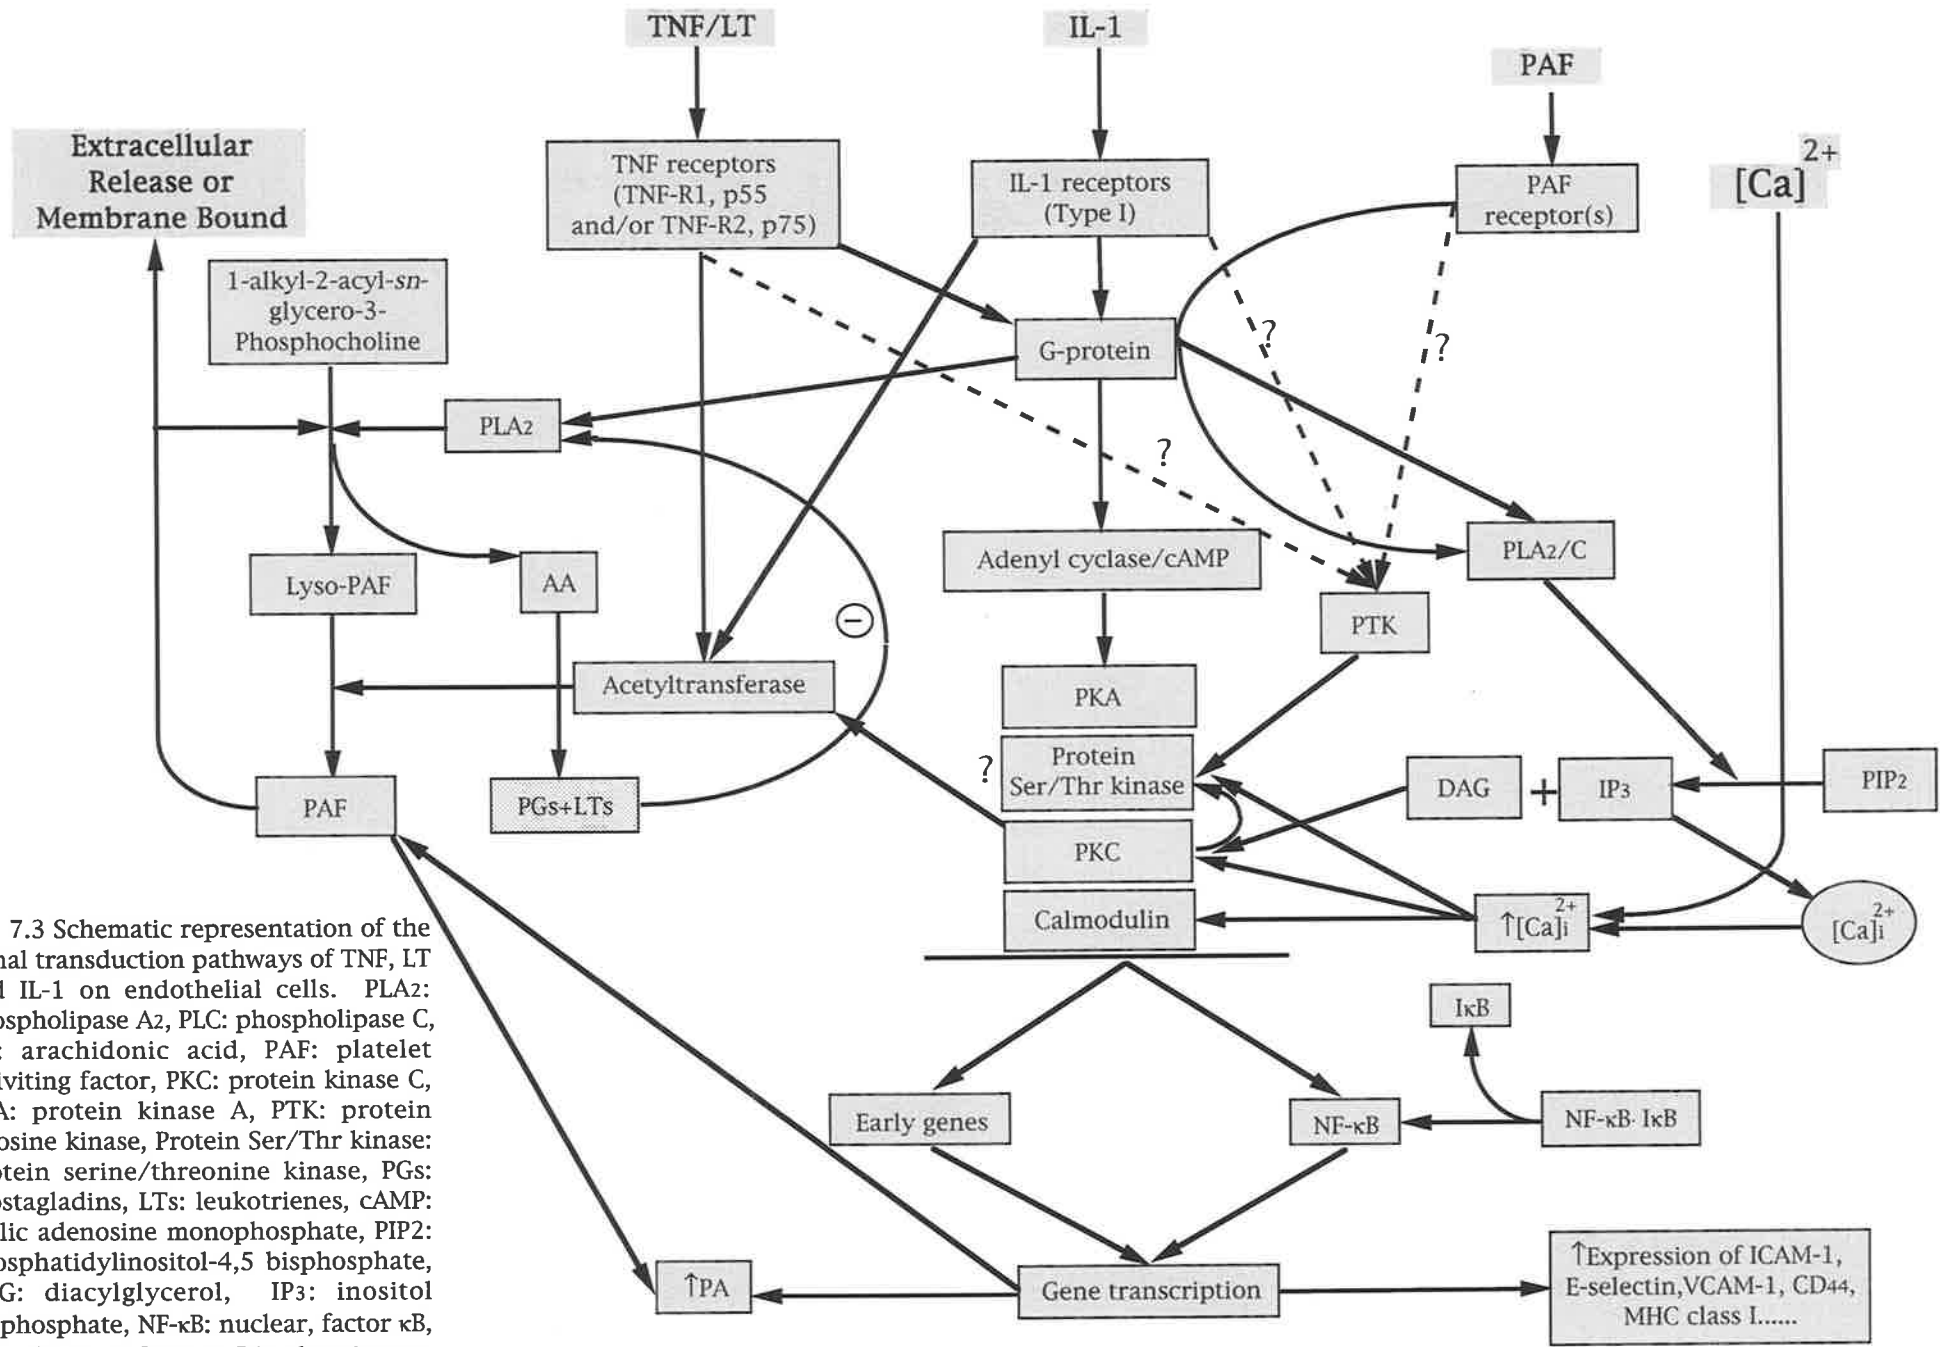 TNF/LT
IL-1
PAF
Extracellular
Release or
Membrane Bound
TNF receptors
(TNF-R1, p55
and/or TNF-R2, p75)
IL-1 receptors
(Type I)
PAF
receptor(s)
[Ca]2+
1-alkyl-2-acyl-sn-
glycero-3-
Phosphocholine
G-protein
?
?
PLA2
?
Lyso-PAF
AA
Adenyl cyclase/cAMP
PLA2/C
−
PTK
Acetyltransferase
PKA
Protein
Ser/Thr kinase
?
DAG
+
IP3
PIP2
PAF
PGs+LTs
PKC
Calmodulin
↑[Ca]i2+
[Ca]i2+
7.3 Schematic representation of the
nal transduction pathways of TNF, LT
IL-1 on endothelial cells. PLA2:
ospholipase A2, PLC: phospholipase C,
: arachidonic acid, PAF: platelet
iviting factor, PKC: protein kinase C,
A: protein kinase A, PTK: protein
osine kinase, Protein Ser/Thr kinase:
otein serine/threonine kinase, PGs:
ostagladins, LTs: leukotrienes, cAMP:
lic adenosine monophosphate, PIP2:
osphatidylinositol-4,5 bisphosphate,
G: diacylglycerol, IP3: inositol
phosphate, NF-κB: nuclear, factor κB,
IκB
Early genes
NF-κB
NF-κB· IκB
↑PA
Gene transcription
↑Expression of ICAM-1,
E-selectin,VCAM-1, CD44,
MHC class I......